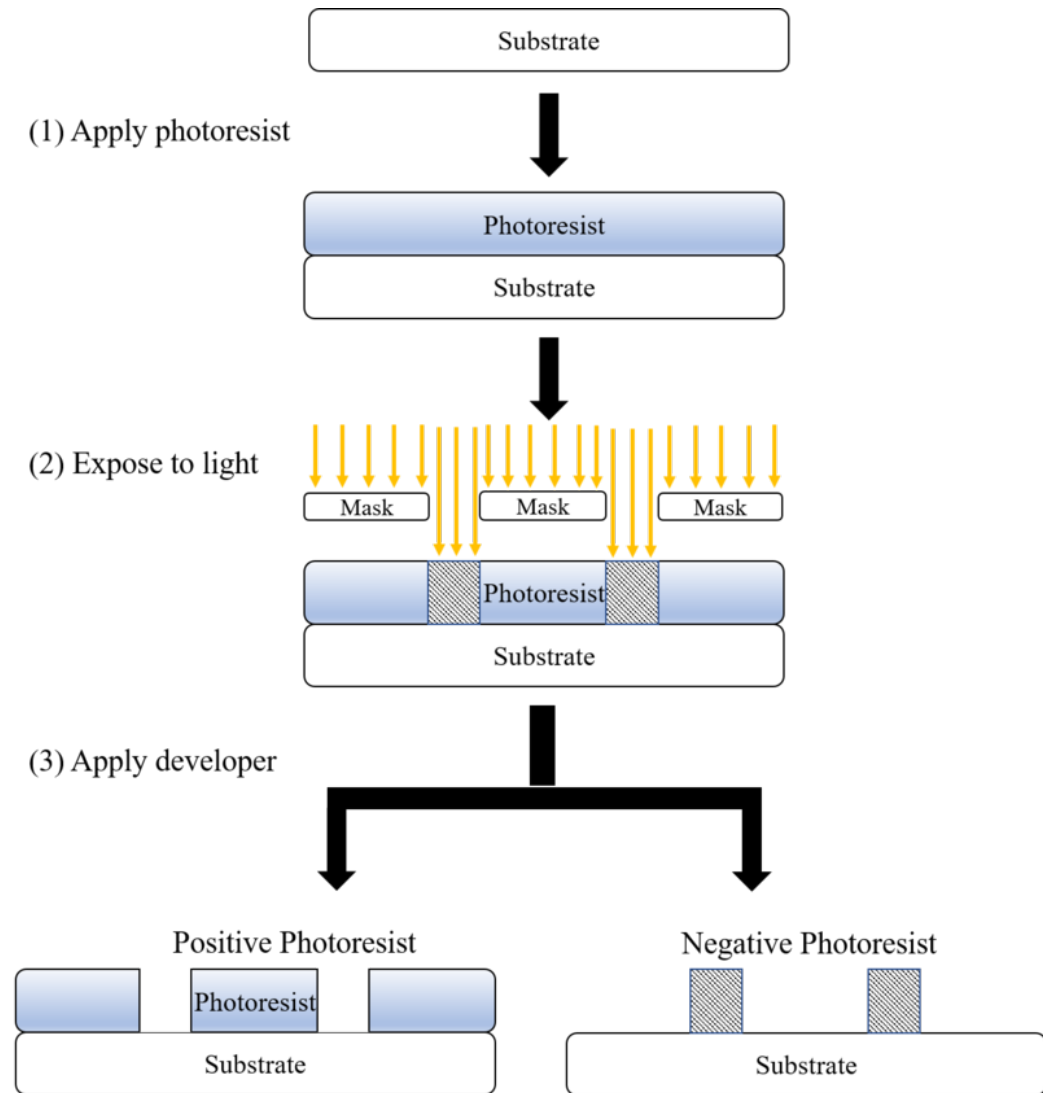 Substrate
(1) Apply photoresist
Photoresist
Substrate
(2) Expose to light
Mask
Mask
Mask
Photoresist
Substrate
(3) Apply developer
Positive Photoresist
Photoresist
Substrate
Negative Photoresist
Substrate